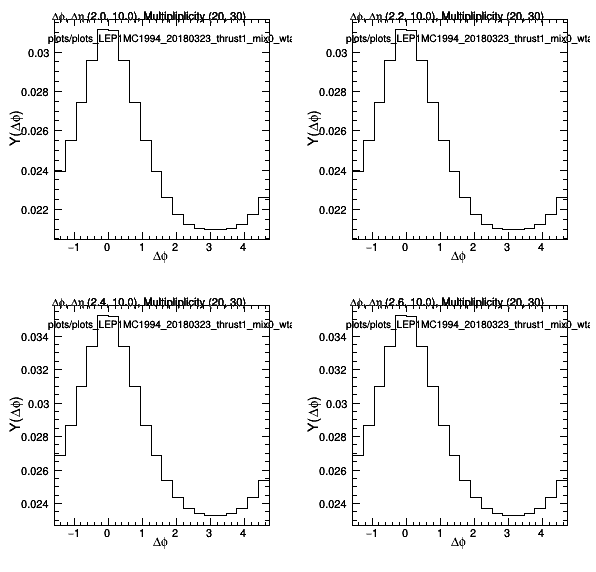 Δϕ, Δη (2.0, 10.0), Multipliplicity (20, 30)
plots/plots_LEP1MC1994_20180323_thrust1_mix0_wta
Y(Δϕ)
0.03
0.028
0.026
0.024
0.022
−1 0 1 2 3 4
Δϕ
Δϕ, Δη (2.2, 10.0), Multipliplicity (20, 30)
plots/plots_LEP1MC1994_20180323_thrust1_mix0_wta
Y(Δϕ)
0.03
0.028
0.026
0.024
0.022
−1 0 1 2 3 4
Δϕ
Δϕ, Δη (2.4, 10.0), Multipliplicity (20, 30)
plots/plots_LEP1MC1994_20180323_thrust1_mix0_wta
Y(Δϕ)
0.034
0.032
0.03
0.028
0.026
0.024
−1 0 1 2 3 4
Δϕ
Δϕ, Δη (2.6, 10.0), Multipliplicity (20, 30)
plots/plots_LEP1MC1994_20180323_thrust1_mix0_wta
Y(Δϕ)
0.034
0.032
0.03
0.028
0.026
0.024
−1 0 1 2 3 4
Δϕ